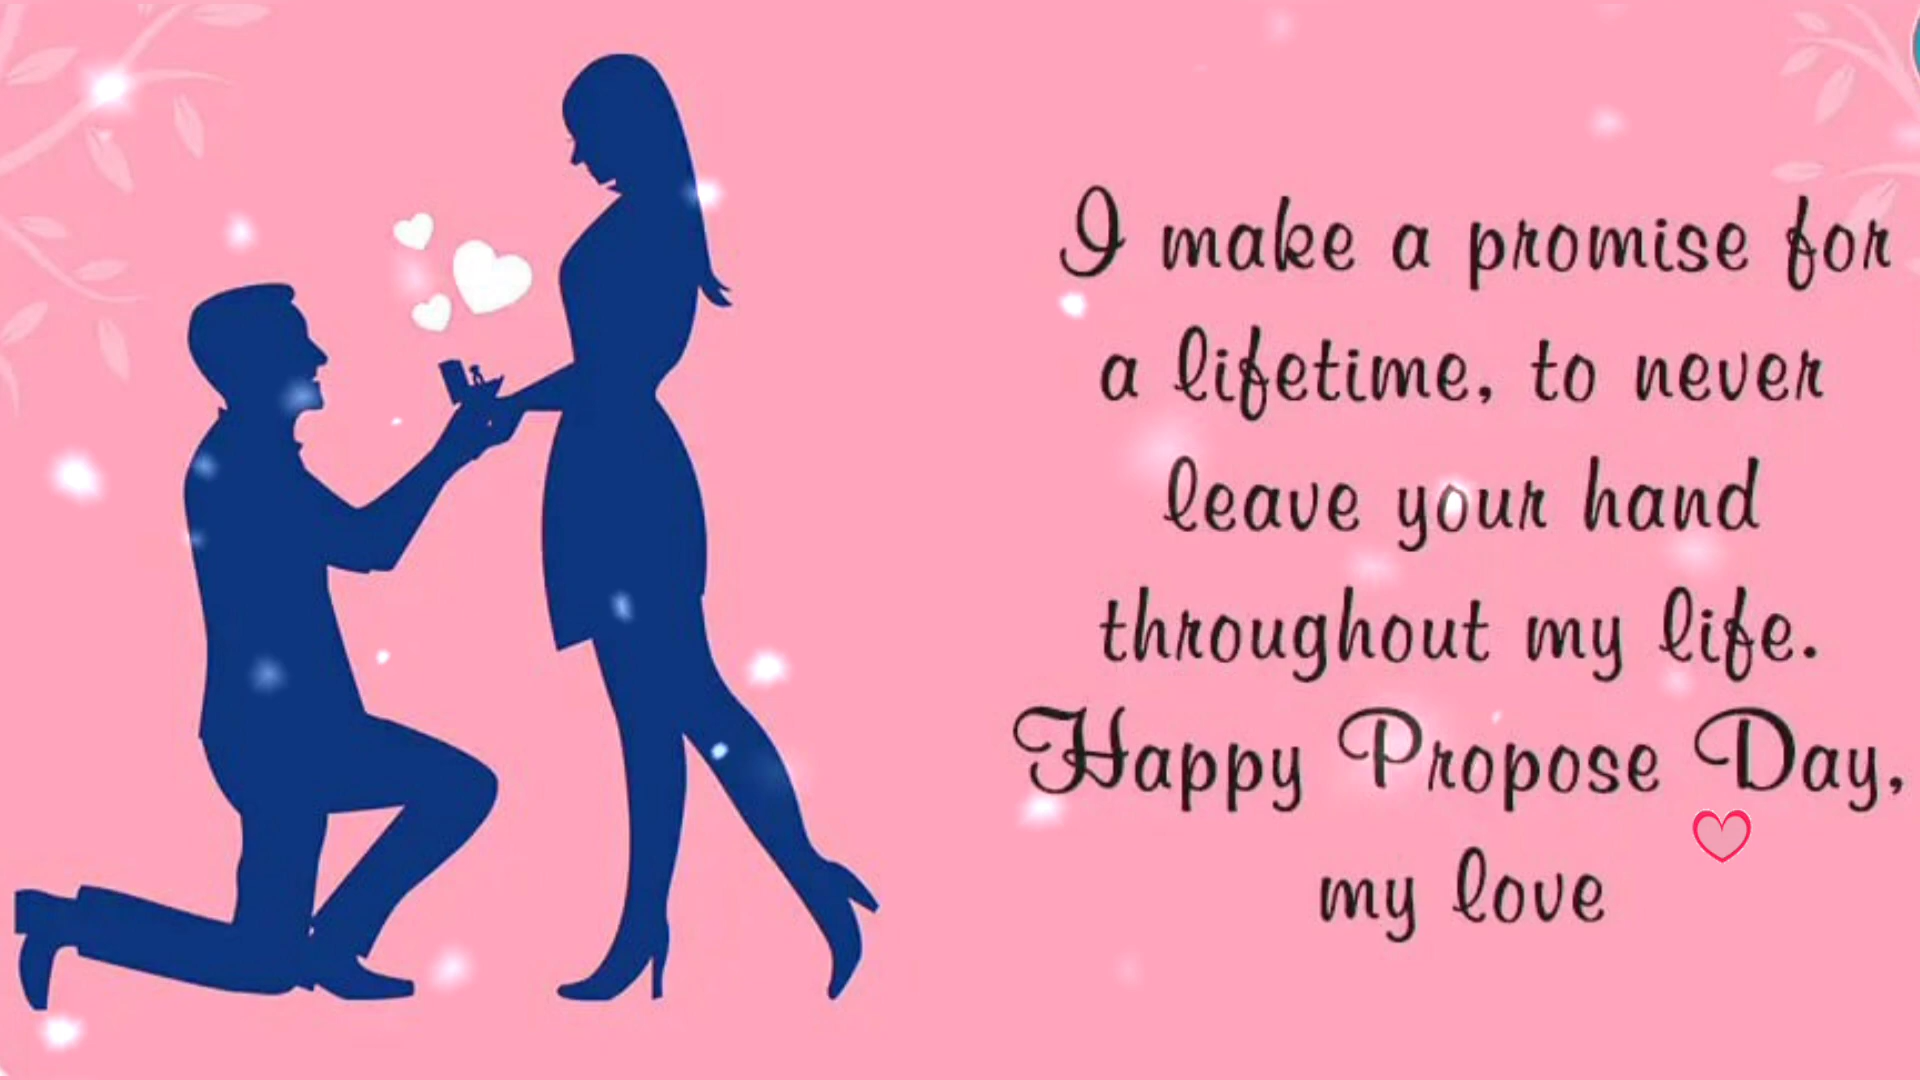 I make a promise for
a lifetime, to never
leave your hand
throughout my life.
Happy Propose Day,
my love